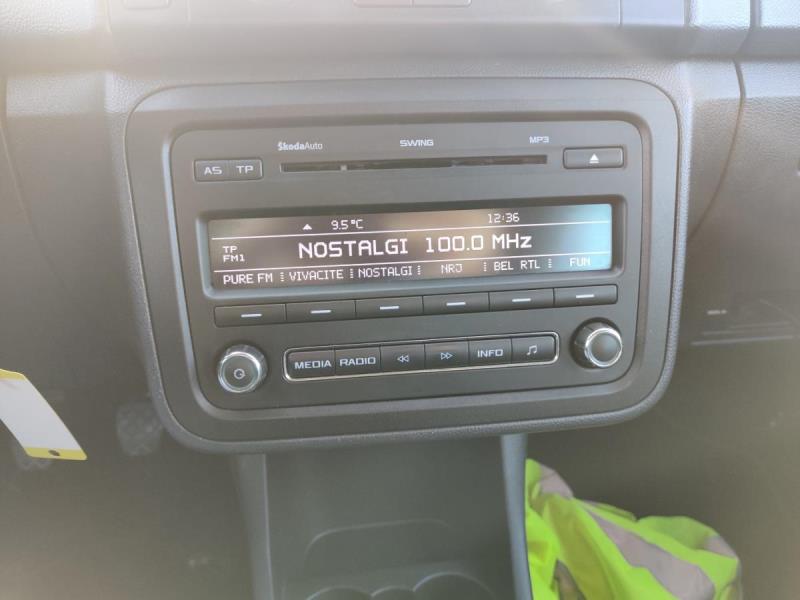 ŠkodaAuto SWING MP3
AS TP
9.5°C 12:36
TP
FM1
NOSTALGI 100.0 MHz
PURE FM VIVACITE NOSTALGI NRJ BEL RTL FUN
MEDIA RADIO INFO